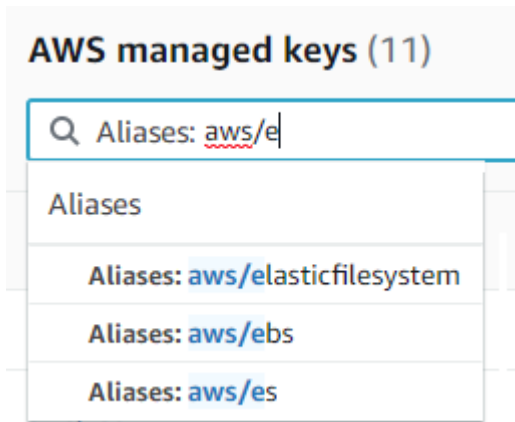 AWS managed keys (11)
Aliases: aws/e
Aliases
Aliases: aws/elasticfilesystem
Aliases: aws/ebs
Aliases: aws/es